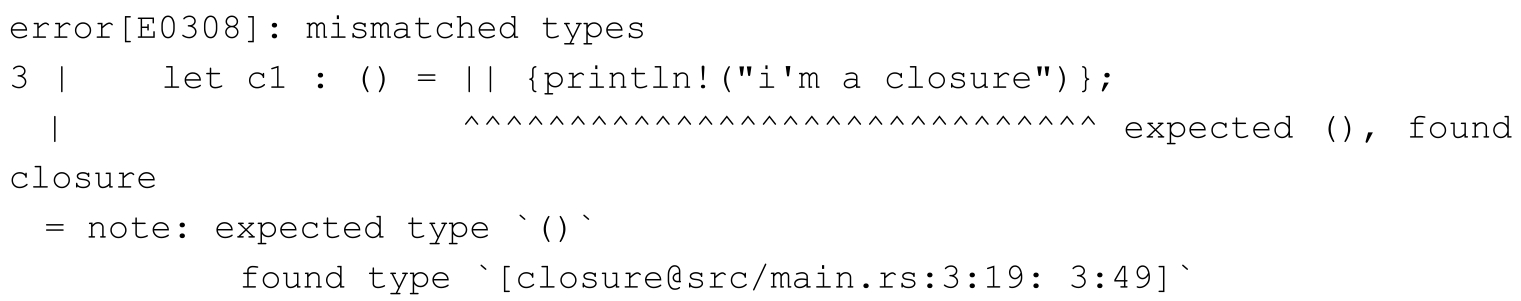 error[E0308]: mismatched types
3 |    let c1 : () = || {println!("i'm a closure")};
  |                  ^^^^^^^^^^^^^^^^^^^^^^^^^^^^^^ expected (), found
closure
  = note: expected type `()`
           found type `[closure@src/main.rs:3:19: 3:49]`